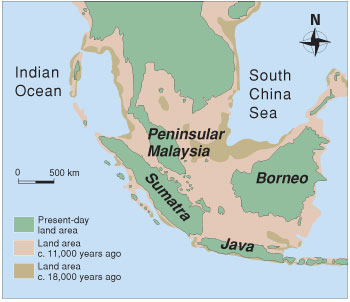 N
Indian
Ocean
South
China
Sea
Peninsular
Malaysia
Sumatra
Borneo
Java
0 500 km
Present-day
land area
Land area
c. 11,000 years ago
Land area
c. 18,000 years ago